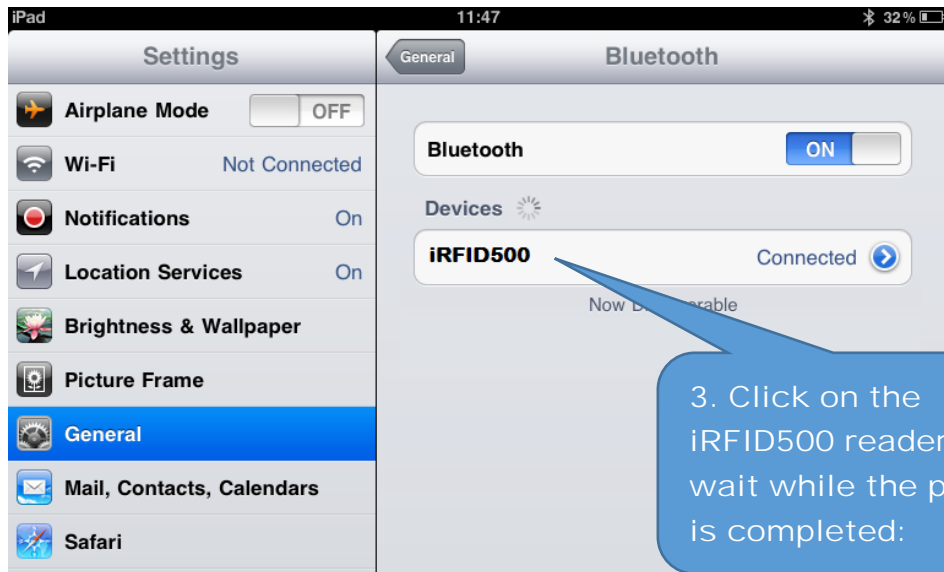 iPad 11:47 32%
Settings
General Bluetooth
Airplane Mode OFF
Wi-Fi Not Connected
Notifications On
Location Services On
Brightness & Wallpaper
Picture Frame
General
Mail, Contacts, Calendars
Safari
Bluetooth ON
Devices
iRFID500 Connected
Now
3. Click on the
iRFID500 reader
wait while the
is completed: